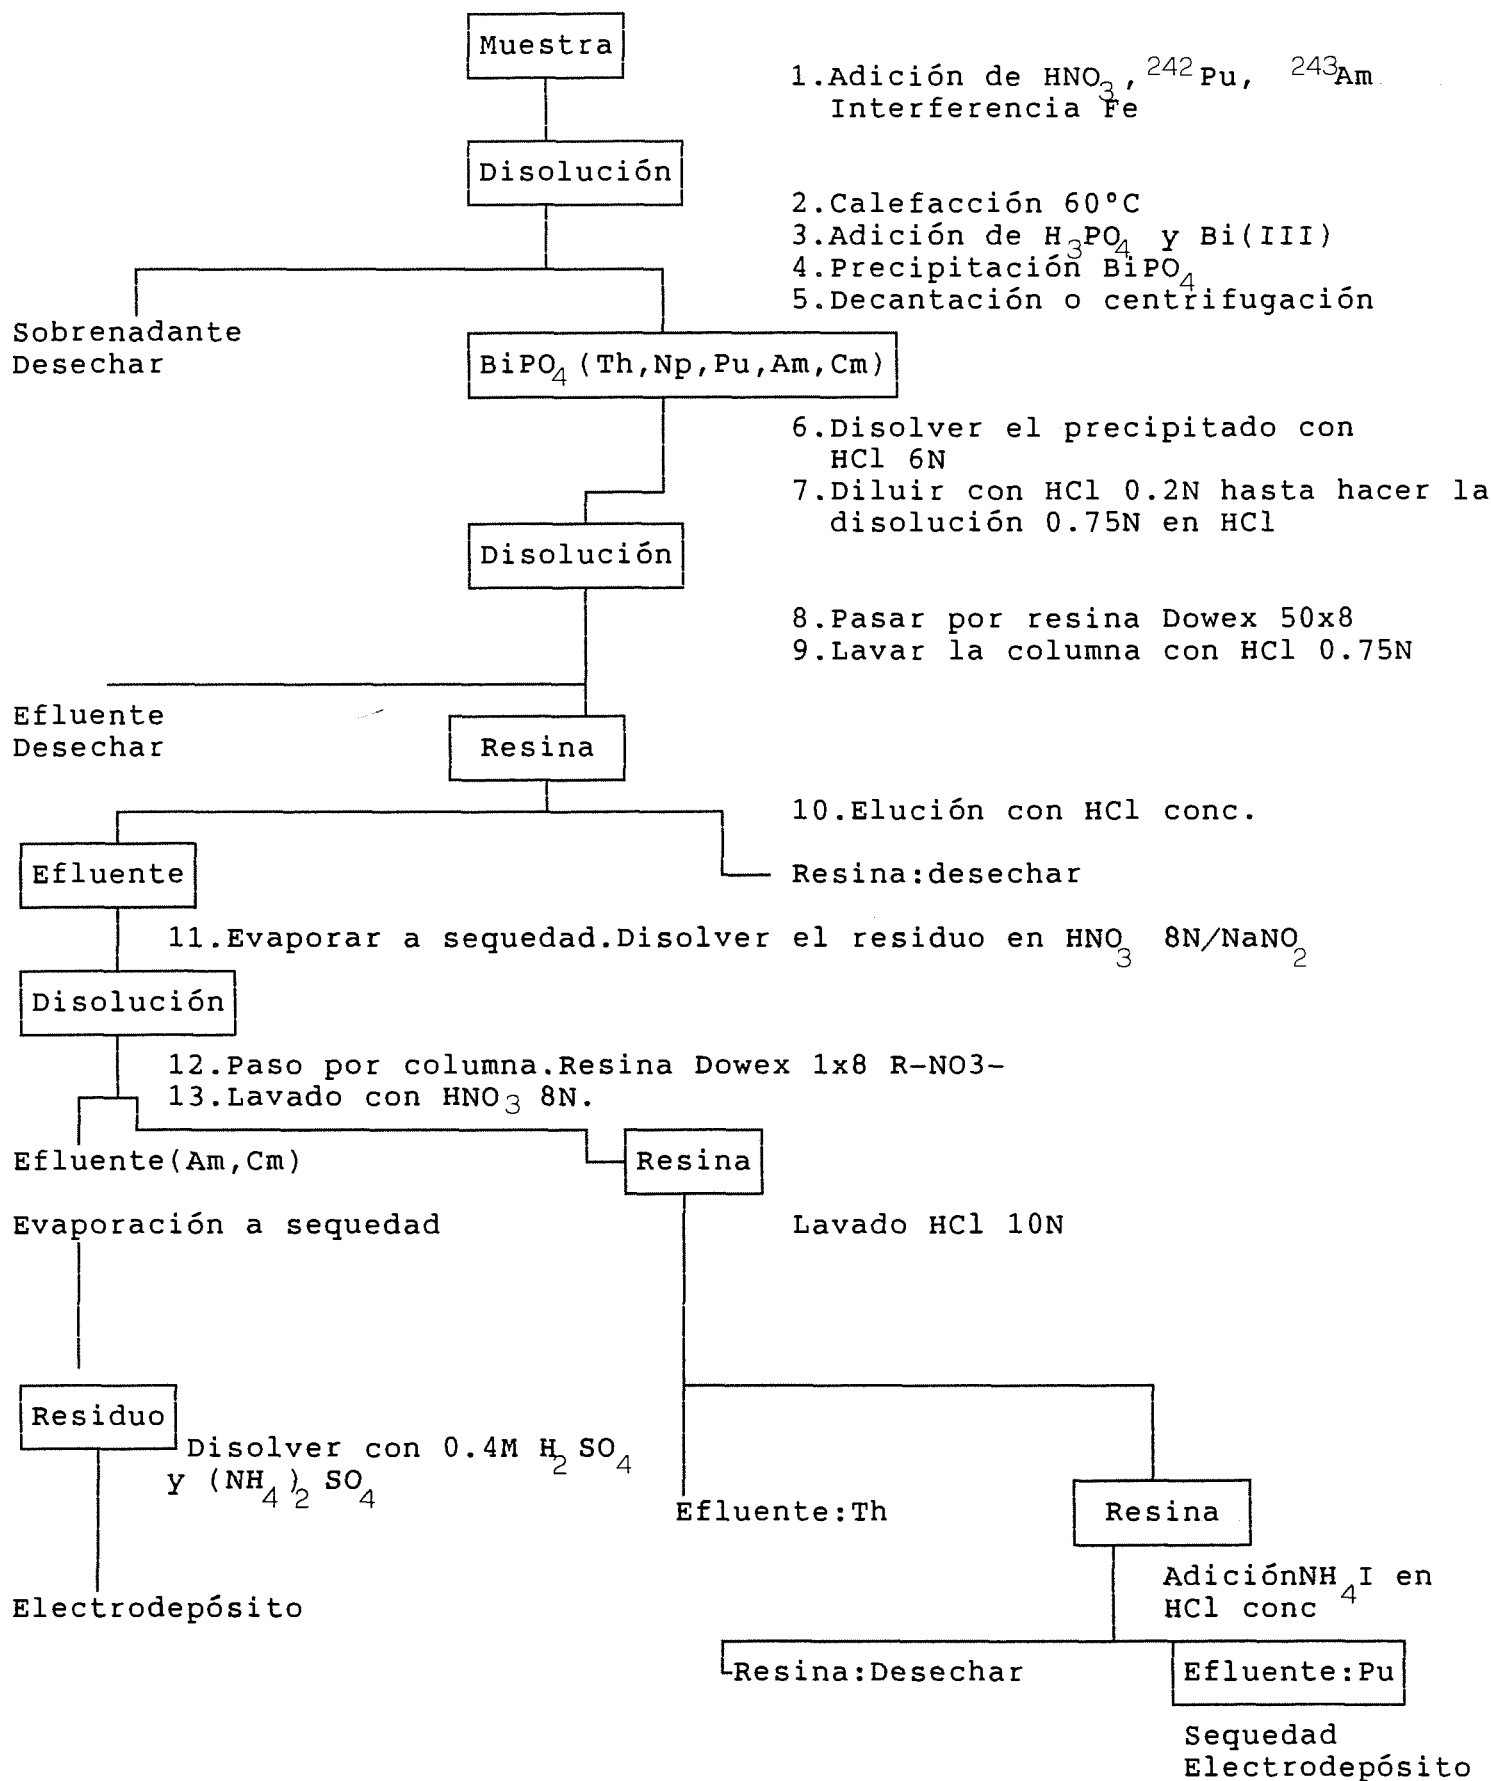 Muestra
1.Adición de HNO₃, ²⁴²Pu, ²⁴³Am
Interferencia Fe
Disolución
2.Calefacción 60°C
3.Adición de H₃PO₄ y Bi(III)
4.Precipitación BiPO₄
5.Decantación o centrifugación
Sobrenadante
Desechar
BiPO₄(Th,Np,Pu,Am,Cm)
6.Disolver el precipitado con
HCl 6N
7.Diluir con HCl 0.2N hasta hacer la
disolución 0.75N en HCl
Disolución
8.Pasar por resina Dowex 50x8
9.Lavar la columna con HCl 0.75N
Efluente
Desechar
Resina
10.Elución con HCl conc.
Efluente
Resina:desechar
11.Evaporar a sequedad.Disolver el residuo en HNO₃ 8N/NaNO₂
Disolución
12.Paso por columna.Resina Dowex 1x8 R-NO3-
13.Lavado con HNO₃ 8N.
Efluente(Am,Cm)
Resina
Evaporación a sequedad
Lavado HCl 10N
Residuo
Disolver con 0.4M H₂SO₄
y (NH₄)₂SO₄
Efluente:Th
Resina
Electrodepósito
AdiciónNH₄I en
HCl conc
Resina:Desechar
Efluente:Pu
Sequedad
Electrodepósito